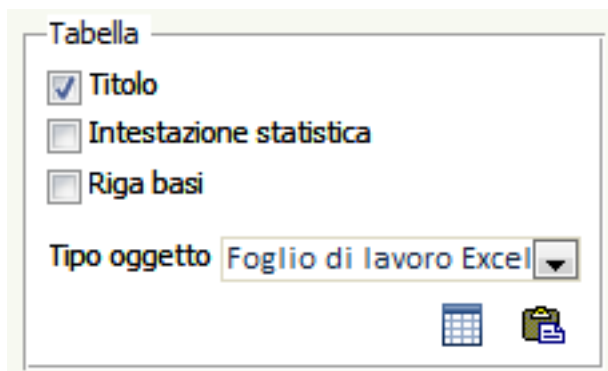 Tabella
Titolo
Intestazione statistica
Riga basi
Tipo oggetto Foglio di lavoro Excel